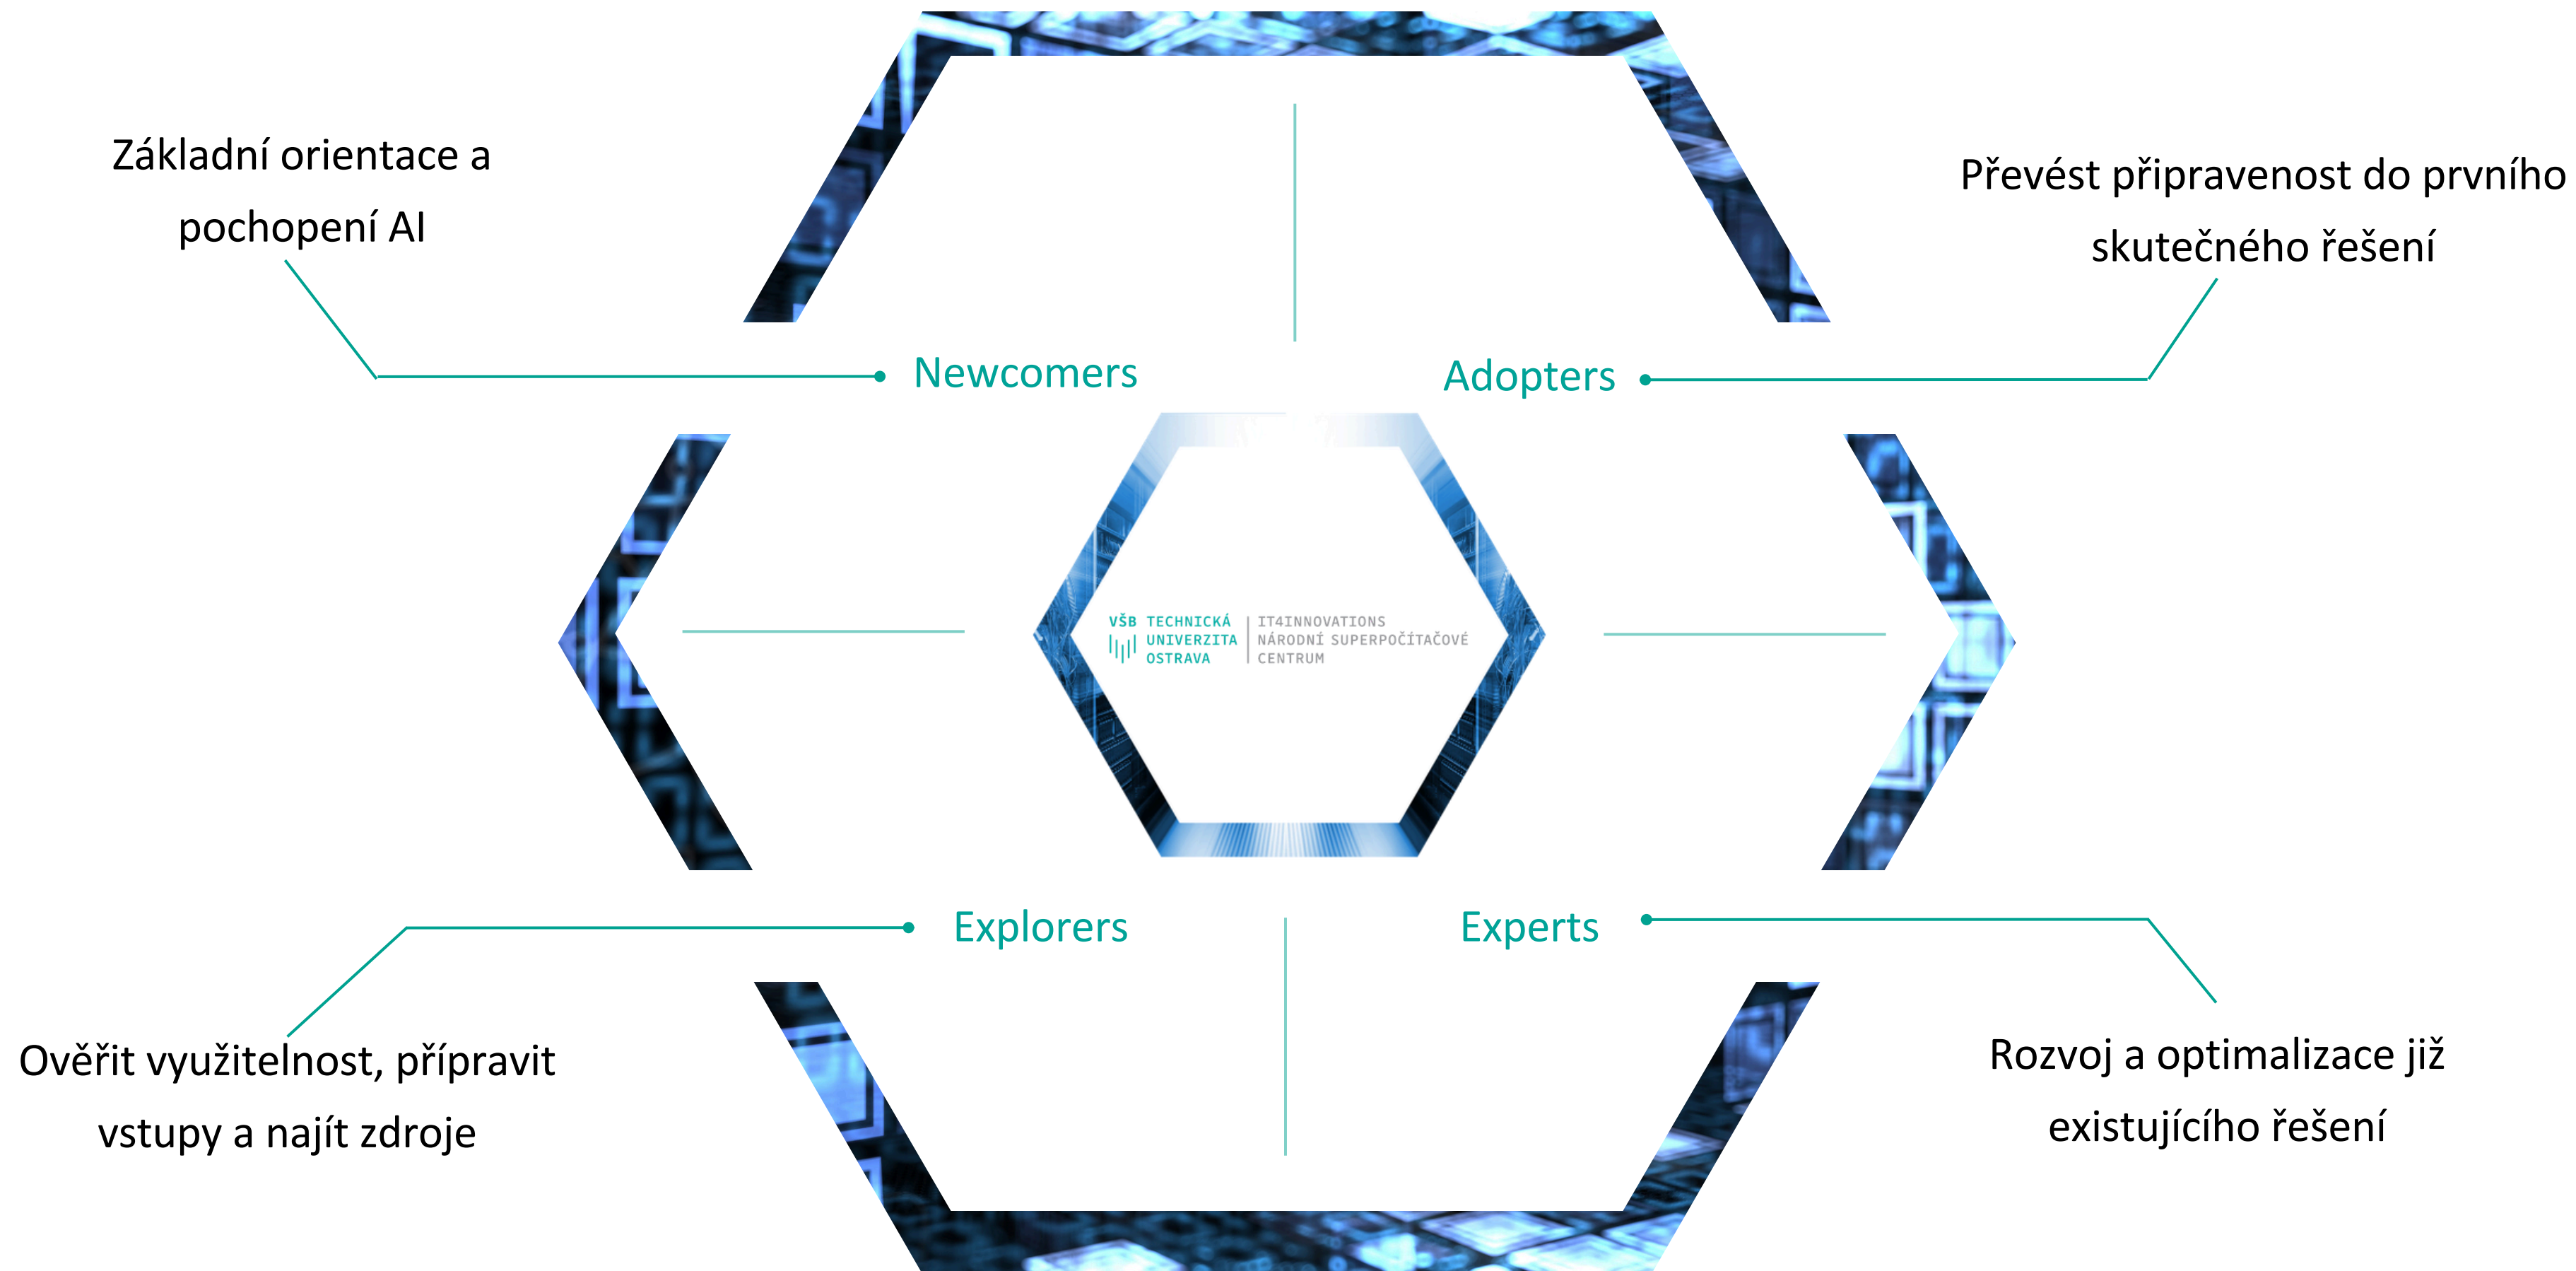 Základní orientace a
pochopení AI
Převést připravenost do prvního
skutečného řešení
Newcomers
Adopters
VŠB TECHNICKÁ
UNIVERZITA
OSTRAVA
IT4INNOVATIONS
NÁRODNÍ SUPERPOČÍTAČOVÉ
CENTRUM
Explorers
Experts
Ověřit využitelnost, přípravit
vstupy a najít zdroje
Rozvoj a optimalizace již
existujícího řešení